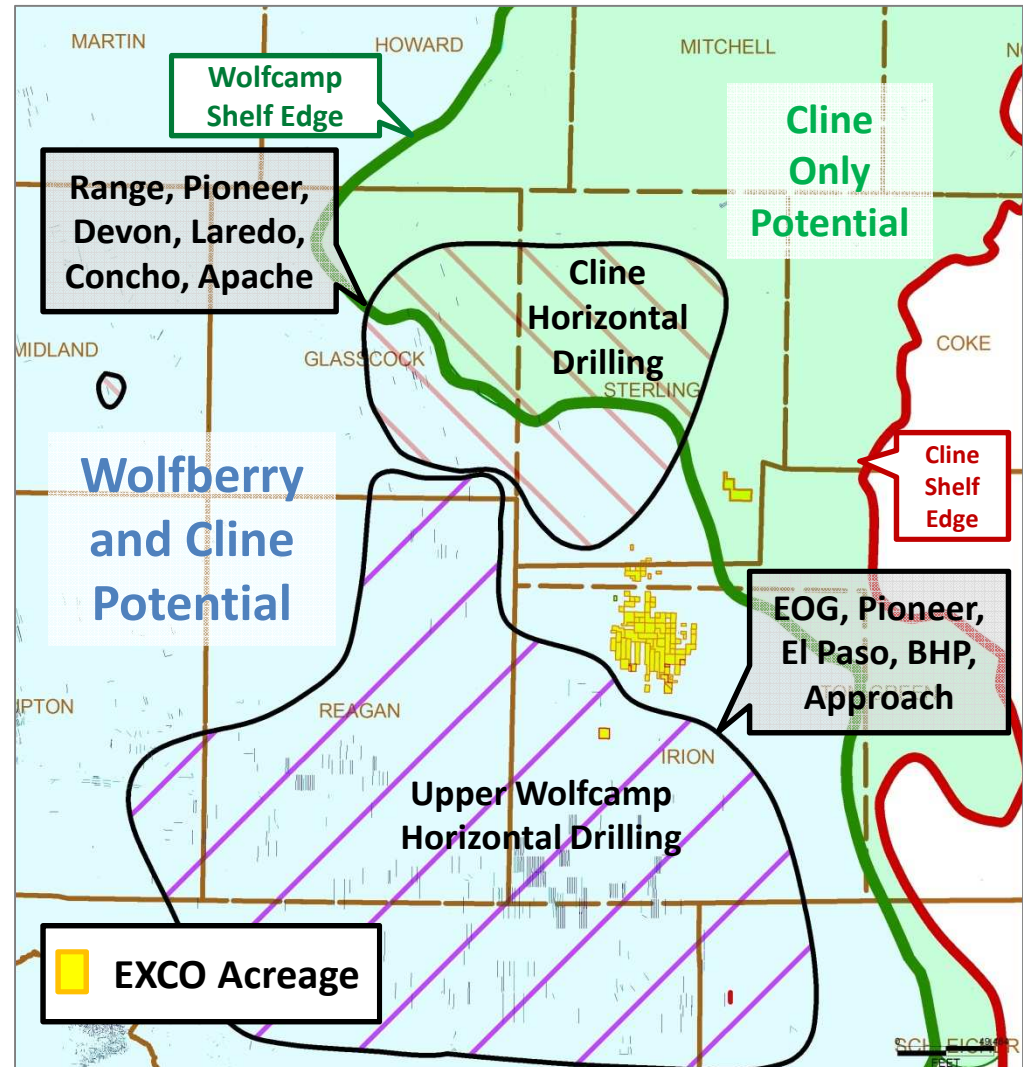 MARTIN
HOWARD
MITCHELL
Wolfcamp
Shelf Edge
Cline
Only
Potential
Range, Pioneer,
Devon, Laredo,
Concho, Apache
Cline
Horizontal
Drilling
MIDLAND
GLASSCOCK
COKE
STERLING
Wolfberry
and Cline
Potential
Cline
Shelf
Edge
EOG, Pioneer,
El Paso, BHP,
Approach
UPTON
REAGAN
IRION
Upper Wolfcamp
Horizontal Drilling
EXCO Acreage
SCHLEICHER
FEET